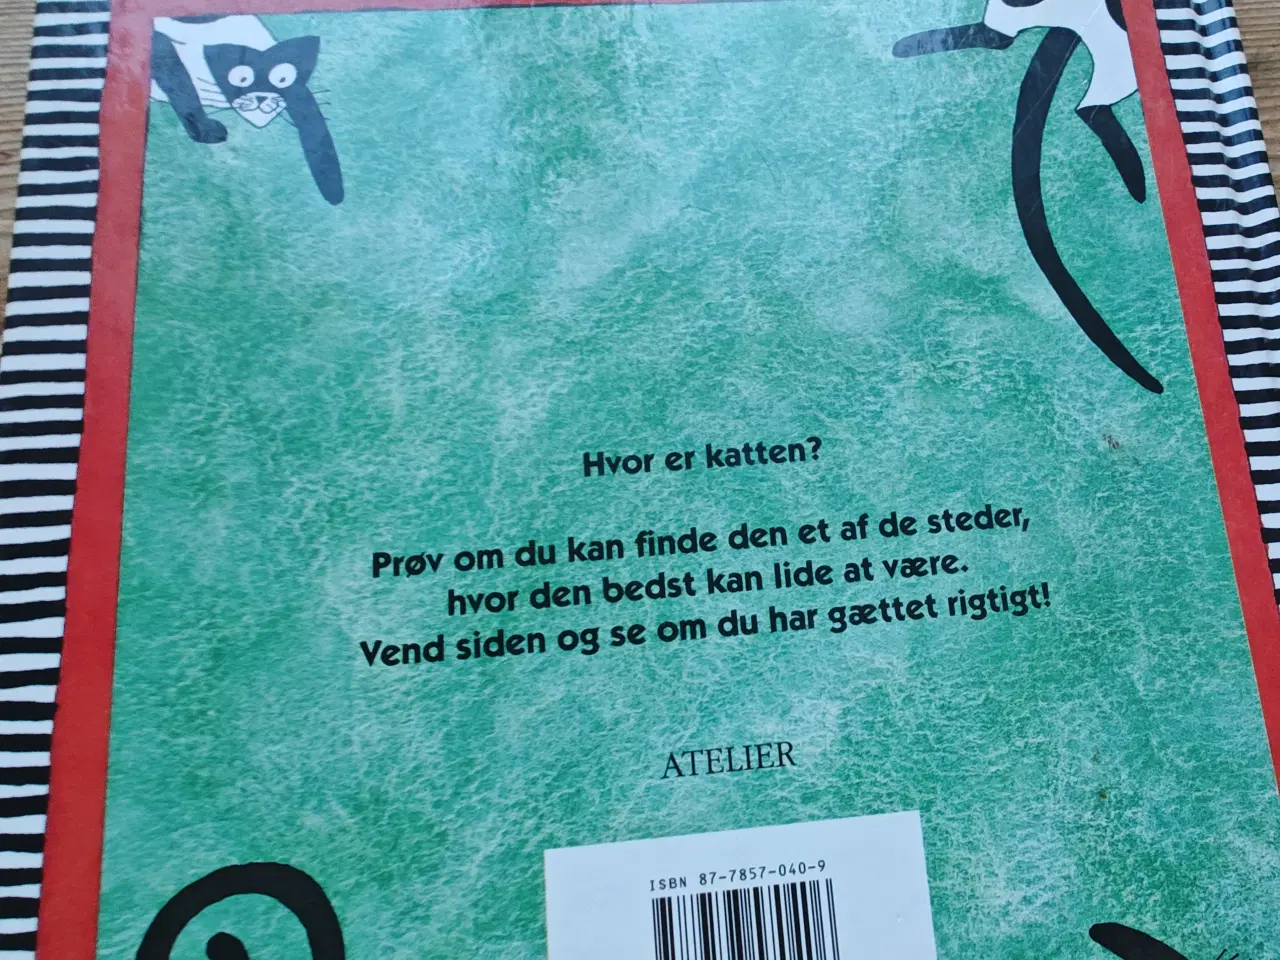 Hvor er katten?
Prøv om du kan finde den et af de steder,
hvor den bedst kan lide at være.
Vend siden og se om du har gættet rigtigt!
ATELIER
ISBN 87-7857-040-9